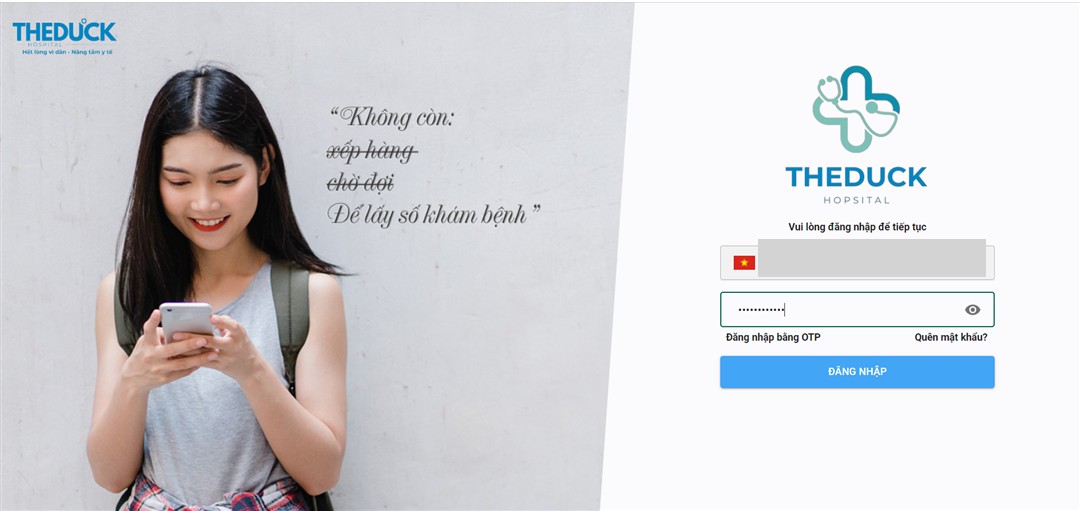 THEDUCK
HOSPITAL
Hết lòng vì dân - Nâng tầm y tế
“Không còn:
xếp hàng
chờ đợi
Để lấy số khám bệnh”
THEDUCK
HOPSITAL
Vui lòng đăng nhập để tiếp tục
••••••••••••
Đăng nhập bằng OTP
Quên mật khẩu?
ĐĂNG NHẬP